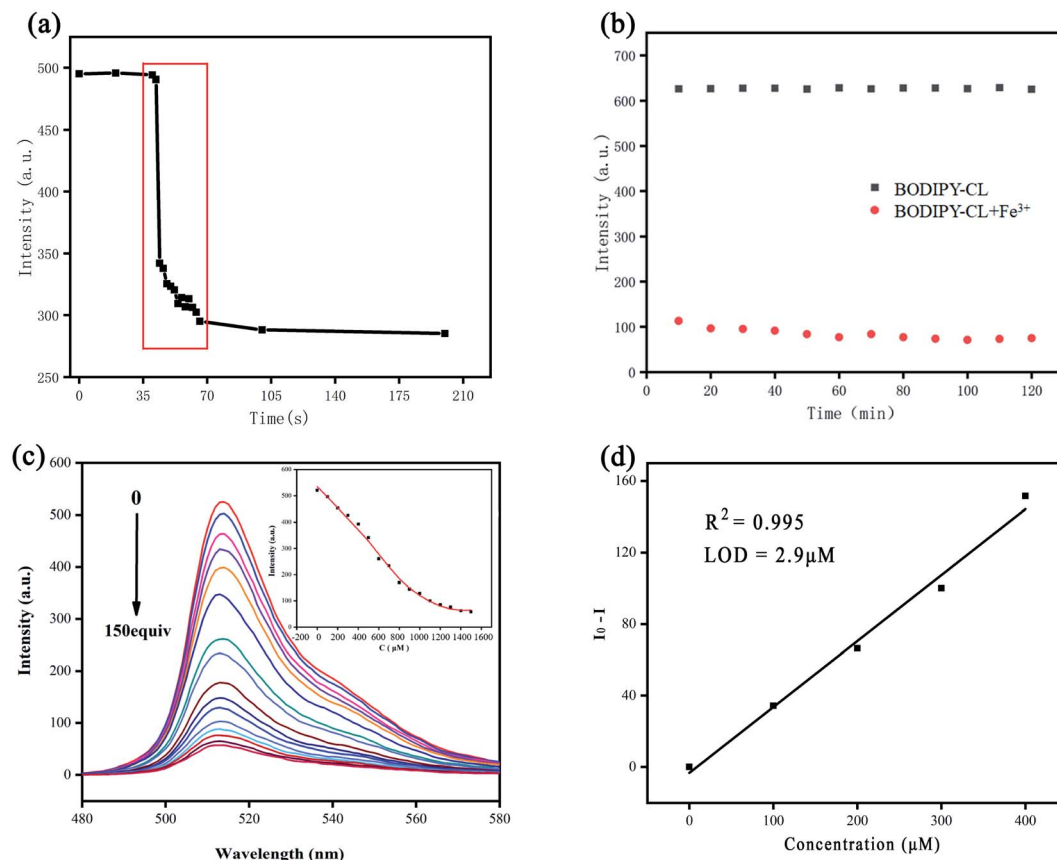 (a)
500
450
400
350
300
250
Intensity (a.u.)
0 35 70 105 140 175 210
Time(s)
(b)
700
600
500
400
300
200
100
0
Intensity (a.u.)
BODIPY-CL
BODIPY-CL+Fe³⁺
0 20 40 60 80 100 120
Time (min)
(c)
600
500
400
300
200
100
0
Intensity (a.u.)
0
150equiv
600
500
400
300
200
100
0
Intensity (a.u.)
-200 0 200 400 600 800 1000 1200 1400 1600
C ( μM )
480 500 520 540 560 580
Wavelength (nm)
(d)
160
120
80
40
0
I₀ - I
R² = 0.995
LOD = 2.9μM
0 100 200 300 400
Concentration (μM)